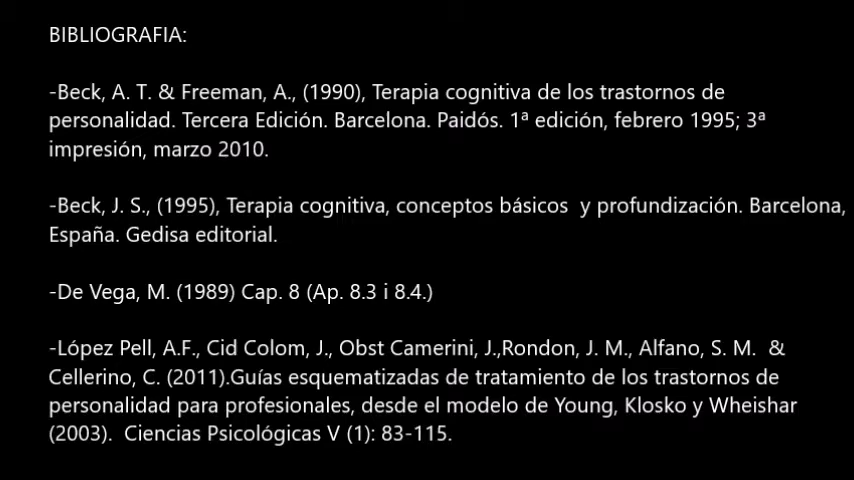 BIBLIOGRAFIA:
-Beck, A. T. & Freeman, A., (1990), Terapia cognitiva de los trastornos de
personalidad. Tercera Edición. Barcelona. Paidós. 1ª edición, febrero 1995; 3ª
impresión, marzo 2010.
-Beck, J. S., (1995), Terapia cognitiva, conceptos básicos  y profundización. Barcelona,
España. Gedisa editorial.
-De Vega, M. (1989) Cap. 8 (Ap. 8.3 i 8.4.)
-López Pell, A.F., Cid Colom, J., Obst Camerini, J.,Rondon, J. M., Alfano, S. M.  &
Cellerino, C. (2011).Guías esquematizadas de tratamiento de los trastornos de
personalidad para profesionales, desde el modelo de Young, Klosko y Wheishar
(2003).  Ciencias Psicológicas V (1): 83-115.